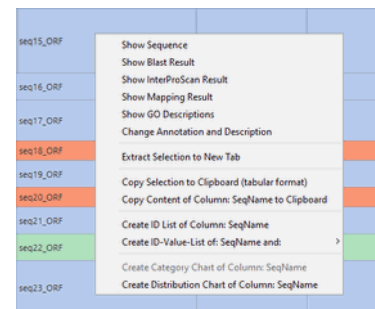 seq15_ORF
seq16_ORF
seq17_ORF
seq18_ORF
seq19_ORF
seq20_ORF
seq21_ORF
seq22_ORF
seq23_ORF
Show Sequence
Show Blast Result
Show InterProScan Result
Show Mapping Result
Show GO Descriptions
Change Annotation and Description
Extract Selection to New Tab
Copy Selection to Clipboard (tabular format)
Copy Content of Column: SeqName to Clipboard
Create ID List of Column: SeqName
Create ID-Value-List of: SeqName and:
Create Category Chart of Column: SeqName
Create Distribution Chart of Column: SeqName